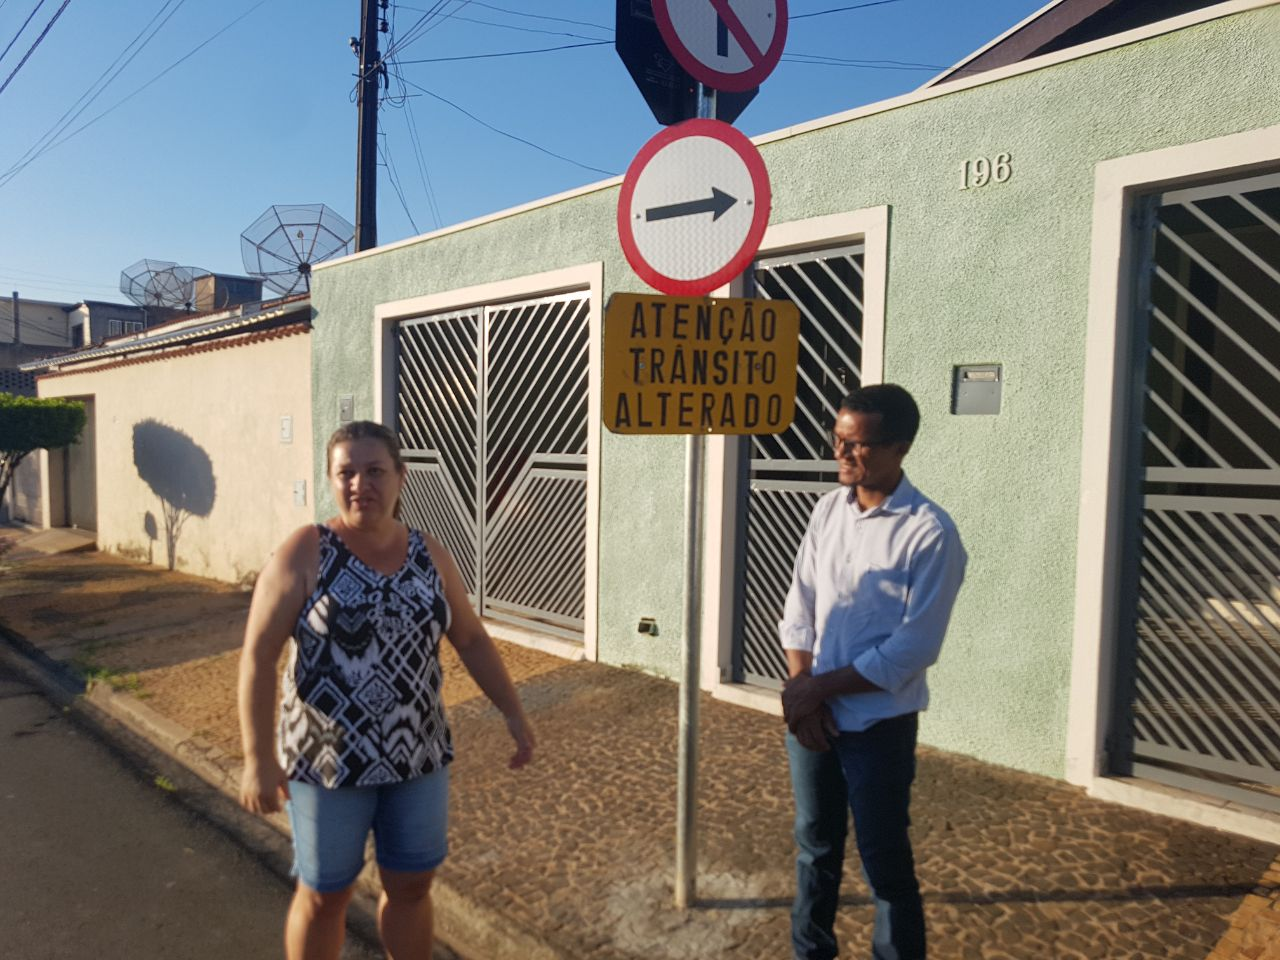 196
ATENÇÃO
TRÂNSITO
ALTERADO